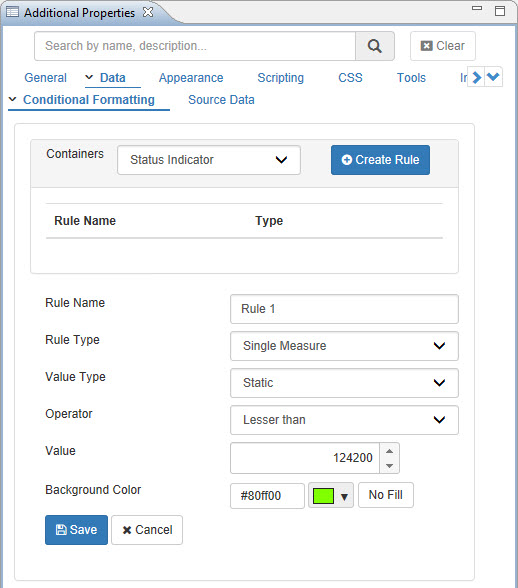 Additional Properties
Search by name, description...
Clear
General Data Appearance Scripting CSS Tools
Conditional Formatting Source Data
Containers Status Indicator Create Rule
Rule Name Type
Rule Name Rule 1
Rule Type Single Measure
Value Type Static
Operator Lesser than
Value 124200
Background Color #80ff00 No Fill
Save Cancel